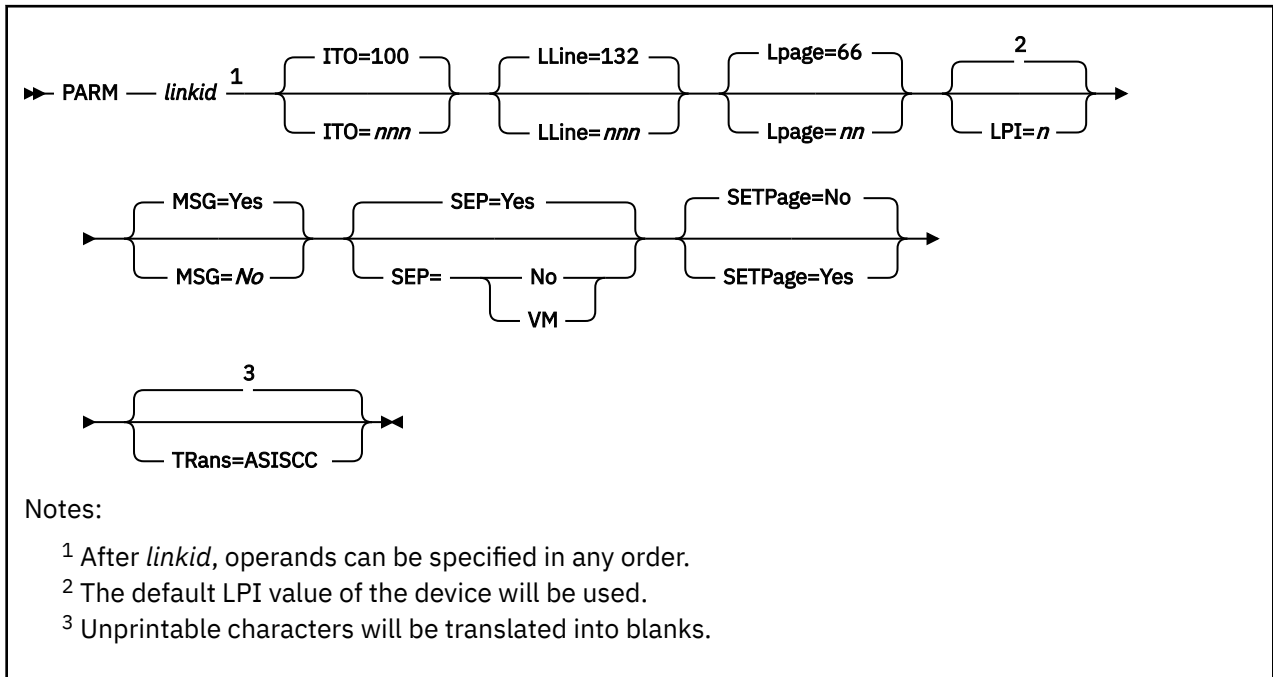 ITO=100 LLine=132 Lpage=66 2
PARM linkid 1
ITO=nnn LLine=nnn Lpage=nn LPI=n
MSG=Yes SEP=Yes SETPage=No
MSG=No SEP= No SETPage=Yes
VM
3
TRans=ASISCC
Notes:
1 After linkid, operands can be specified in any order.
2 The default LPI value of the device will be used.
3 Unprintable characters will be translated into blanks.